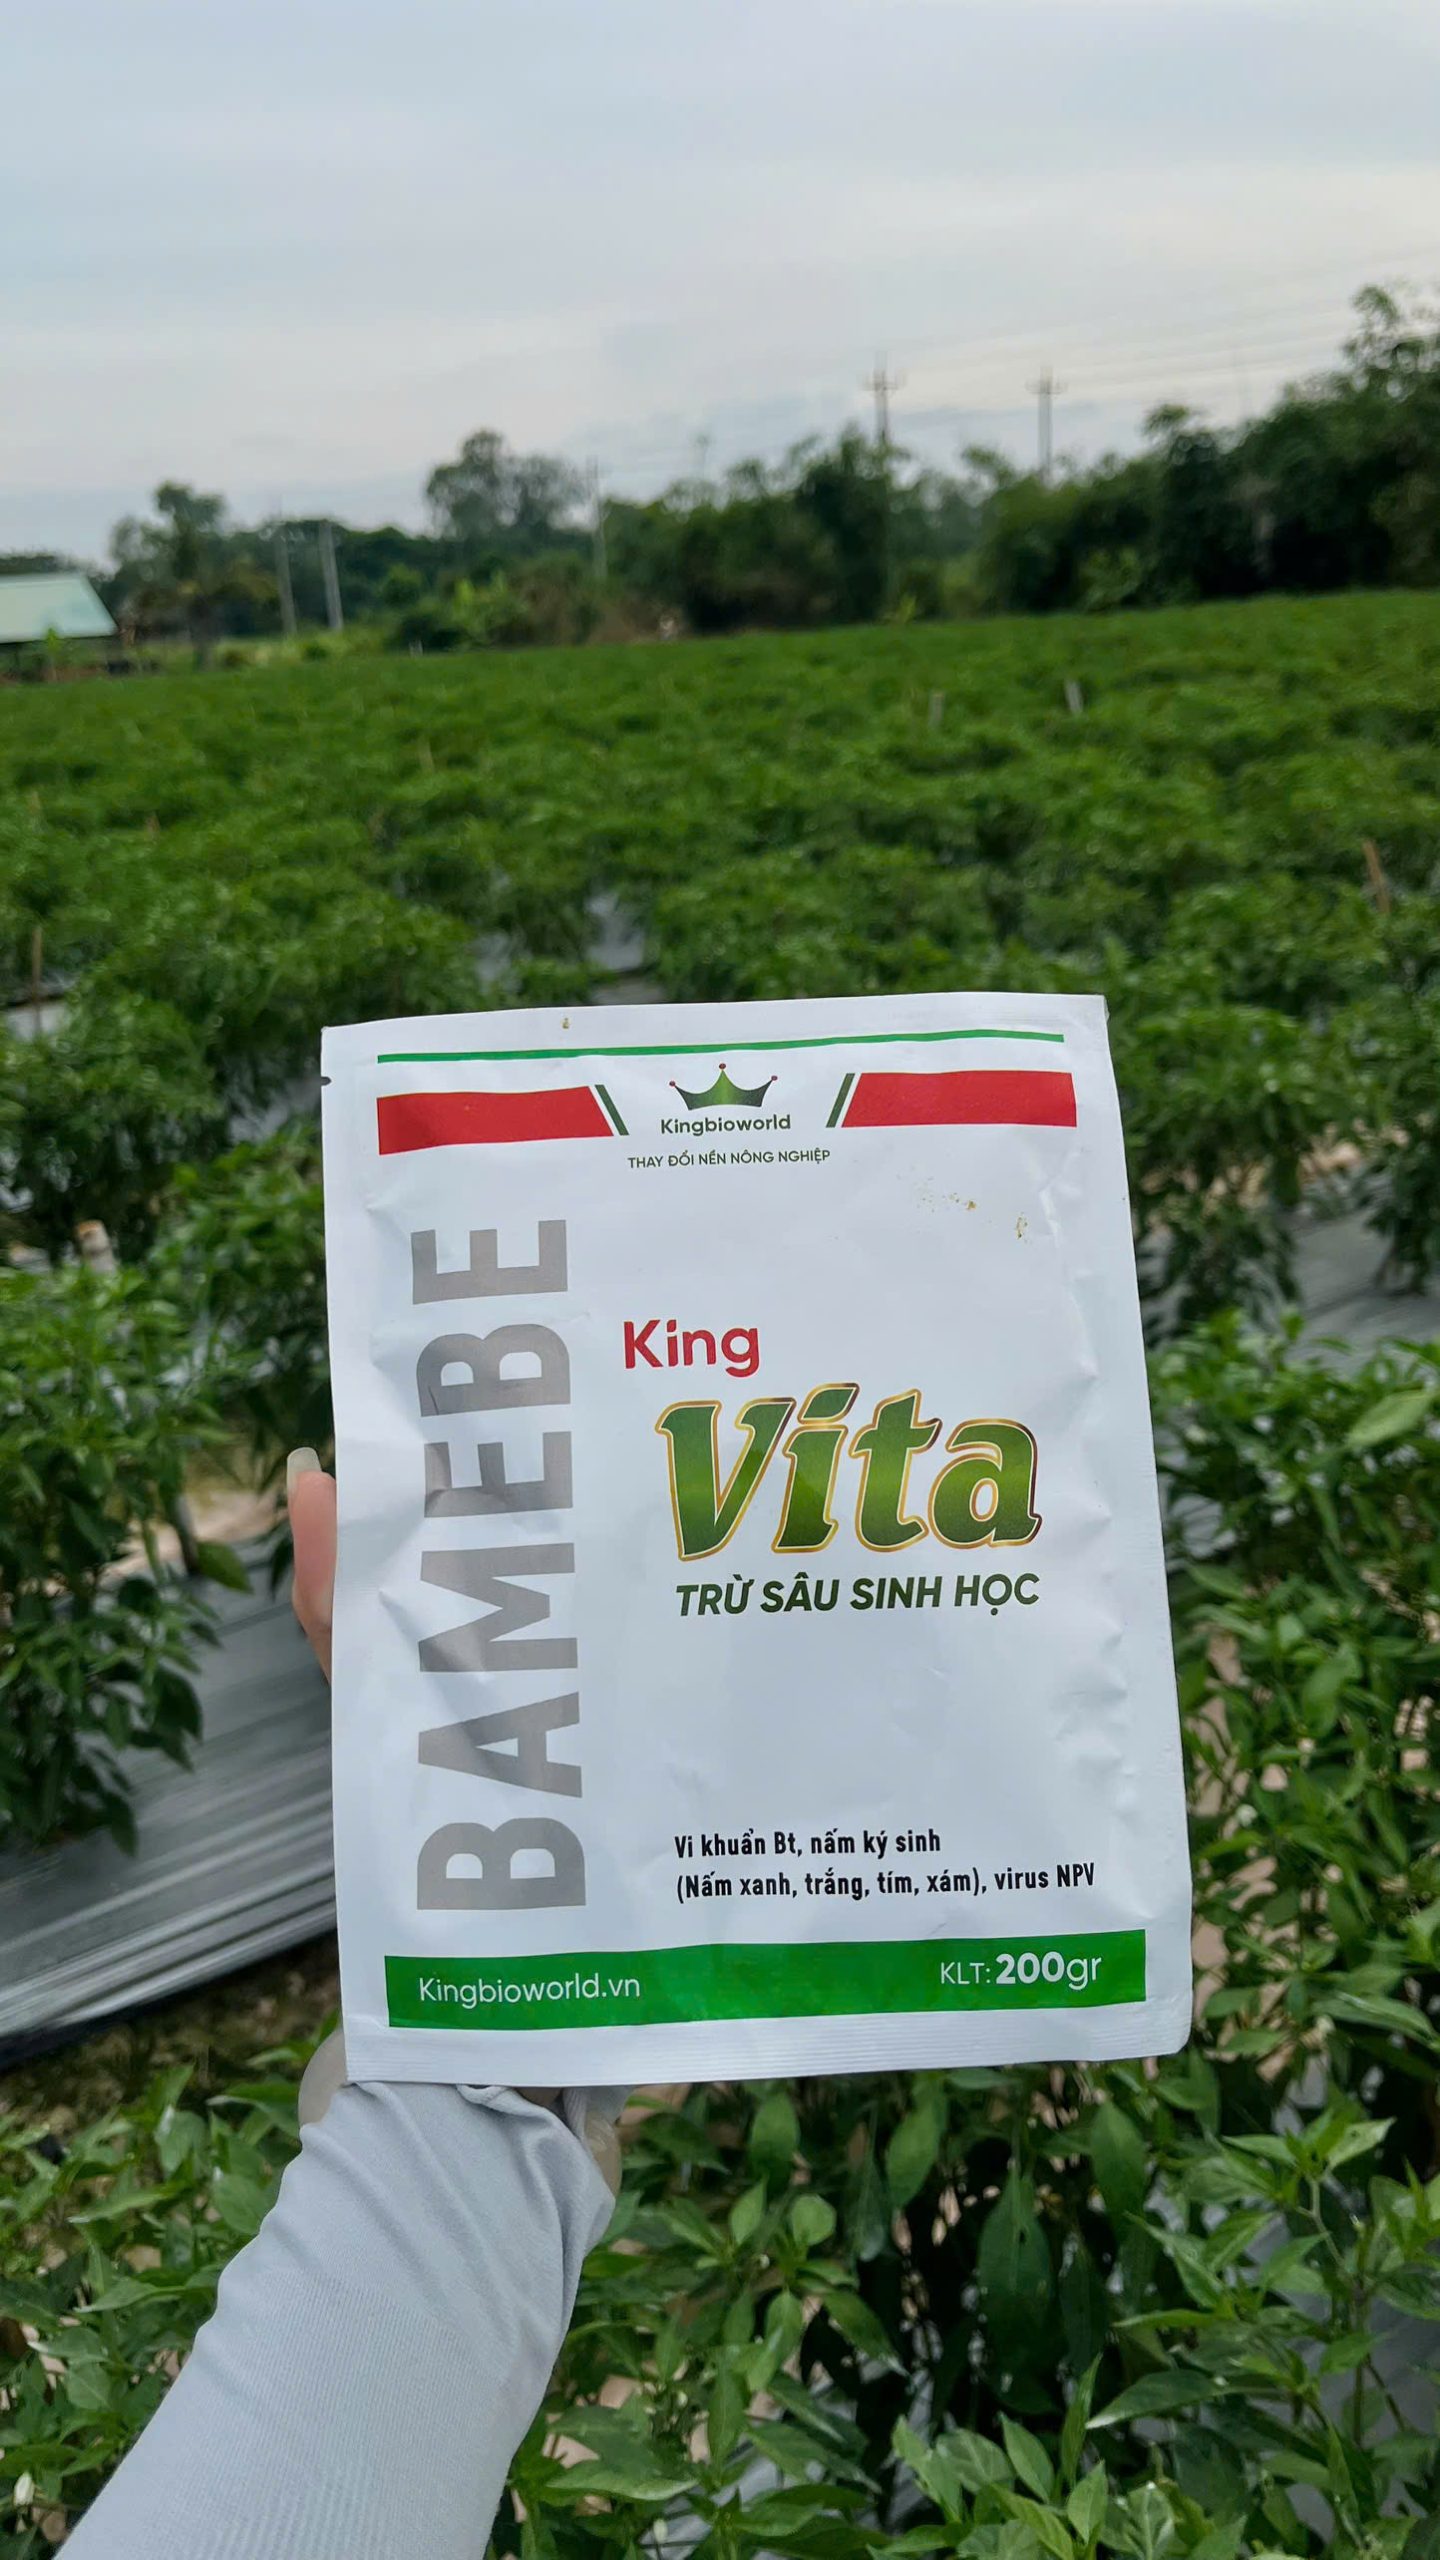 Kingbioworld
THAY ĐỔI NỀN NÔNG NGHIỆP
BAMEBE
King
Vita
TRỪ SÂU SINH HỌC
Vi khuẩn Bt, nấm ký sinh
(Nấm xanh, trắng, tím, xám), virus NPV
Kingbioworld.vn
KLT: 200gr